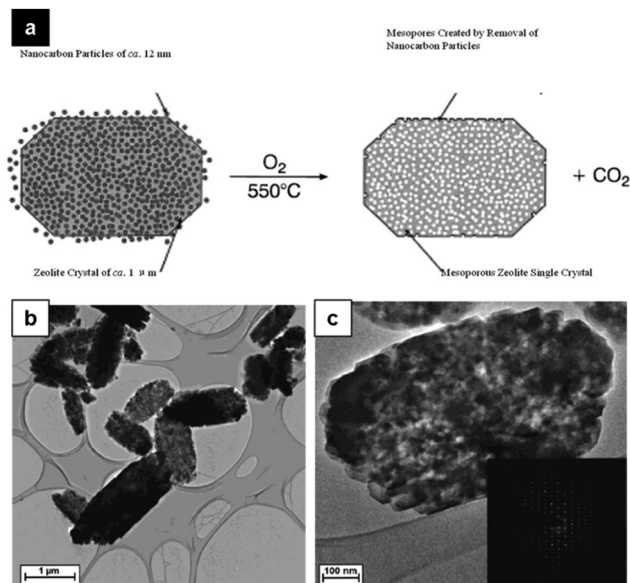 a
Nanocarbon Particles of ca. 12 nm
Mesopores Created by Removal of
Nanocarbon Particles
O₂
550°C
+ CO₂
Zeolite Crystal of ca. 1 μm
Mesoporous Zeolite Single Crystal
b
c
1 μm
100 nm